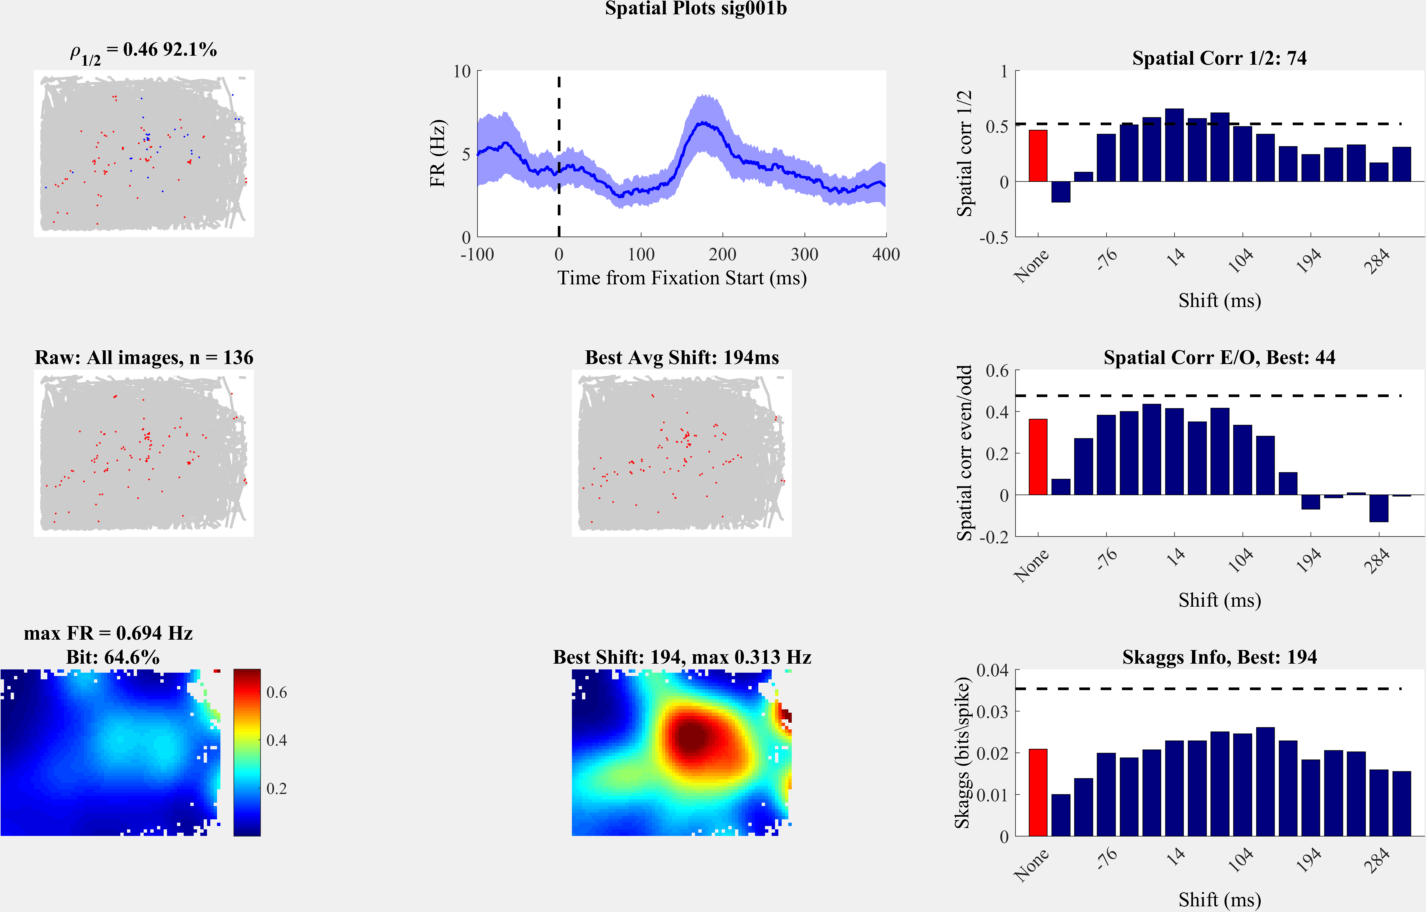 Spatial Plots sig001b
ρ1/2 = 0.46 92.1%
10
5
0
FR (Hz)
-100 0 100 200 300 400
Time from Fixation Start (ms)
Spatial Corr 1/2: 74
1
0.5
0
-0.5
Spatial corr 1/2
None -76 14 104 194 284
Shift (ms)
Raw: All images, n = 136
Best Avg Shift: 194ms
Spatial Corr E/O, Best: 44
0.6
0.4
0.2
0
-0.2
Spatial corr even/odd
None -76 14 104 194 284
Shift (ms)
max FR = 0.694 Hz
Bit: 64.6%
0.6
0.4
0.2
Best Shift: 194, max 0.313 Hz
Skaggs Info, Best: 194
0.04
0.03
0.02
0.01
0
Skaggs (bits\spike)
None -76 14 104 194 284
Shift (ms)